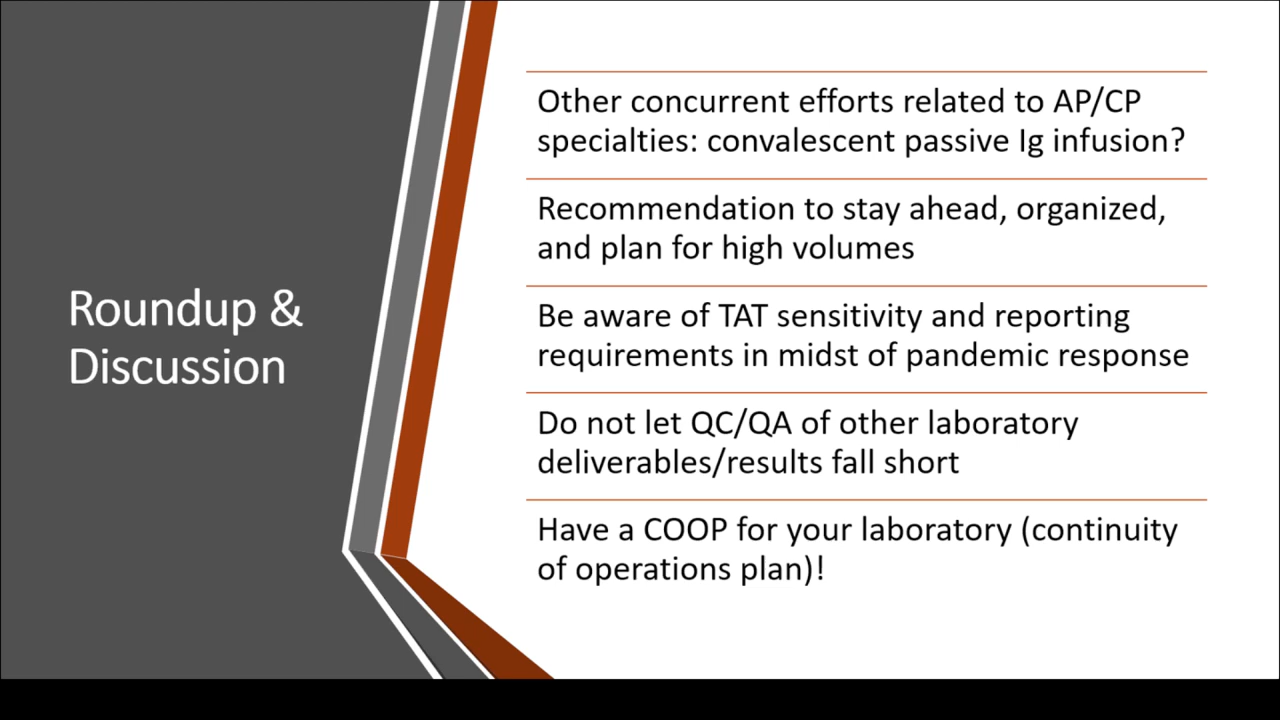 Roundup &
Discussion
Other concurrent efforts related to AP/CP
specialties: convalescent passive Ig infusion?
Recommendation to stay ahead, organized,
and plan for high volumes
Be aware of TAT sensitivity and reporting
requirements in midst of pandemic response
Do not let QC/QA of other laboratory
deliverables/results fall short
Have a COOP for your laboratory (continuity
of operations plan)!